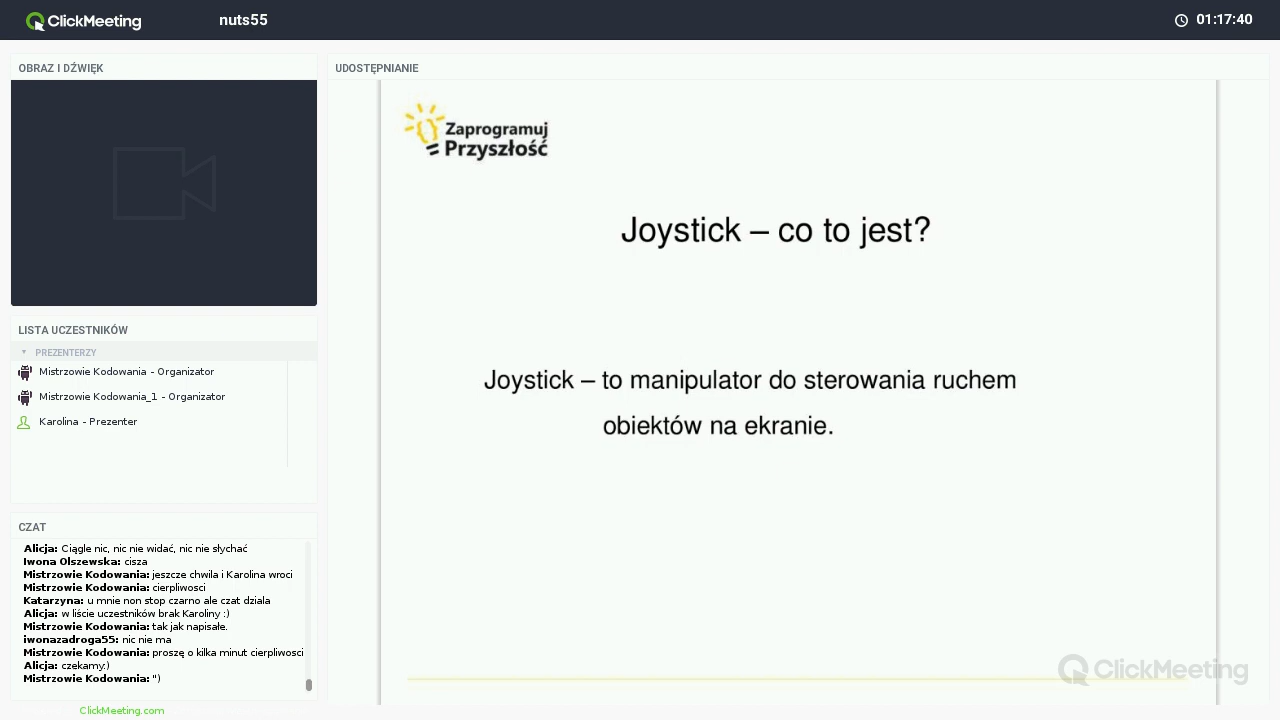 ClickMeeting
nuts55
01:17:40
OBRAZ I DŹWIĘK
LISTA UCZESTNIKÓW
PREZENTERZY
Mistrzowie Kodowania - Organizator
Mistrzowie Kodowania_1 - Organizator
Karolina - Prezenter
CZAT
Alicja: Ciągle nic, nic nie widać, nic nie słychać
Iwona Olszewska: cisza
Mistrzowie Kodowania: jeszcze chwila i Karolina wroci
Mistrzowie Kodowania: cierpliwosci
Katarzyna: u mnie non stop czarno ale czat dziala
Alicja: w liście uczestników brak Karoliny :)
Mistrzowie Kodowania: tak jak napisałe.
iwonazadroga55: nic nie ma
Mistrzowie Kodowania: proszę o kilka minut cierpliwosci
Alicja: czekamy:)
Mistrzowie Kodowania: ")
ClickMeeting.com
UDOSTĘPNIANIE
Zaprogramuj
Przyszłość
Joystick – co to jest?
Joystick – to manipulator do sterowania ruchem
obiektów na ekranie.
ClickMeeting